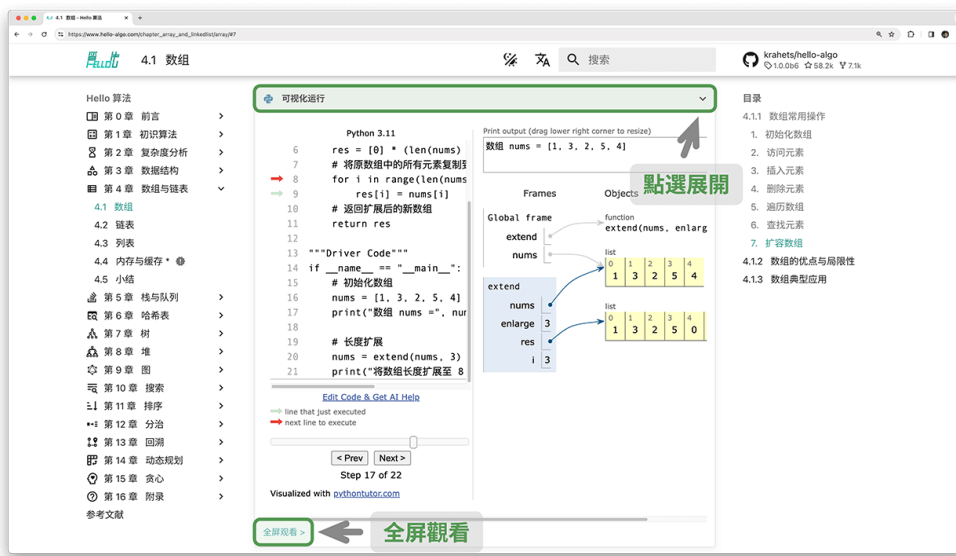 4.1 数组 - Hello 算法
https://www.hello-algo.com/chapter_array_and_linkedlist/array/#7
HELLO
4.1 数组
搜索
krahets/hello-algo
1.0.0b6 58.2k 7.1k
Hello 算法
第 0 章 前言
第 1 章 初识算法
第 2 章 复杂度分析
第 3 章 数据结构
第 4 章 数组与链表
4.1 数组
4.2 链表
4.3 列表
4.4 内存与缓存 *
4.5 小结
第 5 章 栈与队列
第 6 章 哈希表
第 7 章 树
第 8 章 堆
第 9 章 图
第 10 章 搜索
第 11 章 排序
第 12 章 分治
第 13 章 回溯
第 14 章 动态规划
第 15 章 贪心
第 16 章 附录
参考文献
可视化运行
Python 3.11
6 res = [0] * (len(nums)
7 # 将原数组中的所有元素复制到
8 for i in range(len(nums
9 res[i] = nums[i]
10 # 返回扩展后的新数组
11 return res
12
13 """Driver Code"""
14 if __name__ == "__main__":
15 # 初始化数组
16 nums = [1, 3, 2, 5, 4]
17 print("数组 nums =", num
18
19 # 长度扩展
20 nums = extend(nums, 3)
21 print("将数组长度扩展至 8
Edit Code & Get AI Help
line that just executed
next line to execute
< Prev Next >
Step 17 of 22
Visualized with pythontutor.com
全屏观看 >
全屏觀看
Print output (drag lower right corner to resize)
数组 nums = [1, 3, 2, 5, 4]
點選展開
Frames Objects
Global frame
extend
nums
function
extend(nums, enlarg
list
0 1 2 3 4
1 3 2 5 4
extend
nums
enlarge 3
res
i 3
list
0 1 2 3 4
1 3 2 5 0
目录
4.1.1 数组常用操作
1. 初始化数组
2. 访问元素
3. 插入元素
4. 删除元素
5. 遍历数组
6. 查找元素
7. 扩容数组
4.1.2 数组的优点与局限性
4.1.3 数组典型应用